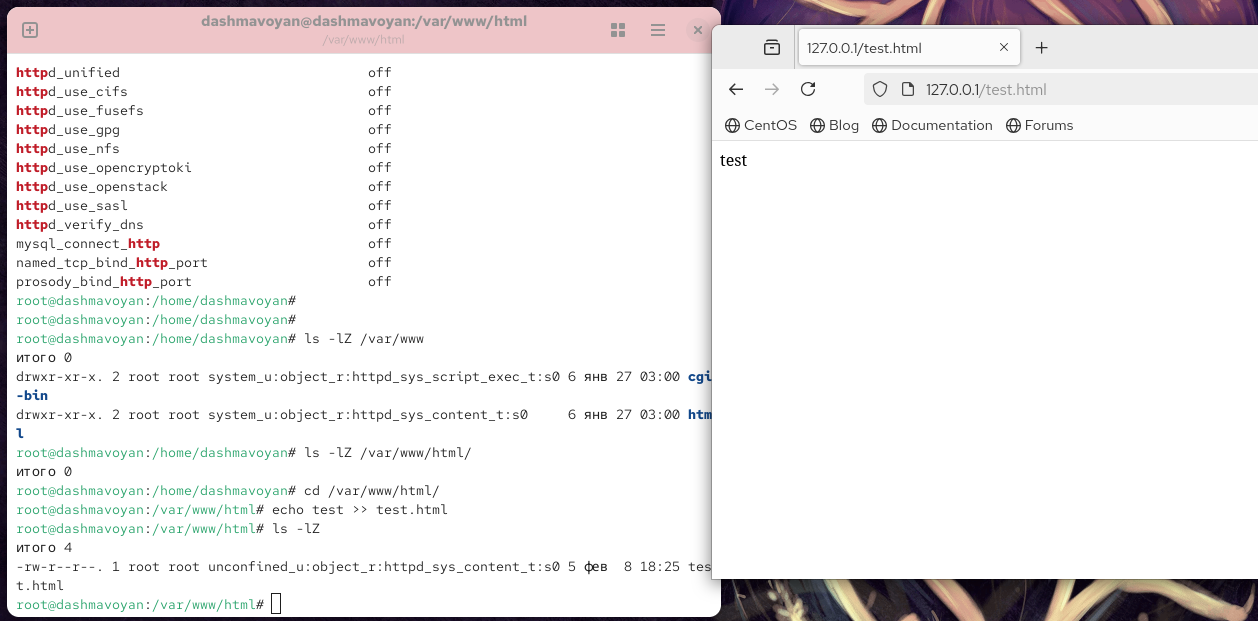 dashmavoyan@dashmavoyan:/var/www/html
/var/www/html
httpd_unified off
httpd_use_cifs off
httpd_use_fusefs off
httpd_use_gpg off
httpd_use_nfs off
httpd_use_opencryptoki off
httpd_use_openstack off
httpd_use_sasl off
httpd_verify_dns off
mysql_connect_http off
named_tcp_bind_http_port off
prosody_bind_http_port off
root@dashmavoyan:/home/dashmavoyan#
root@dashmavoyan:/home/dashmavoyan#
root@dashmavoyan:/home/dashmavoyan# ls -lZ /var/www
итого 0
drwxr-xr-x. 2 root root system_u:object_r:httpd_sys_script_exec_t:s0 6 янв 27 03:00 cgi
-bin
drwxr-xr-x. 2 root root system_u:object_r:httpd_sys_content_t:s0     6 янв 27 03:00 htm
l
root@dashmavoyan:/home/dashmavoyan# ls -lZ /var/www/html/
итого 0
root@dashmavoyan:/home/dashmavoyan# cd /var/www/html/
root@dashmavoyan:/var/www/html# echo test >> test.html
root@dashmavoyan:/var/www/html# ls -lZ
итого 4
-rw-r--r--. 1 root root unconfined_u:object_r:httpd_sys_content_t:s0 5 фев  8 18:25 tes
t.html
root@dashmavoyan:/var/www/html#
127.0.0.1/test.html
127.0.0.1/test.html
CentOS Blog Documentation Forums
test